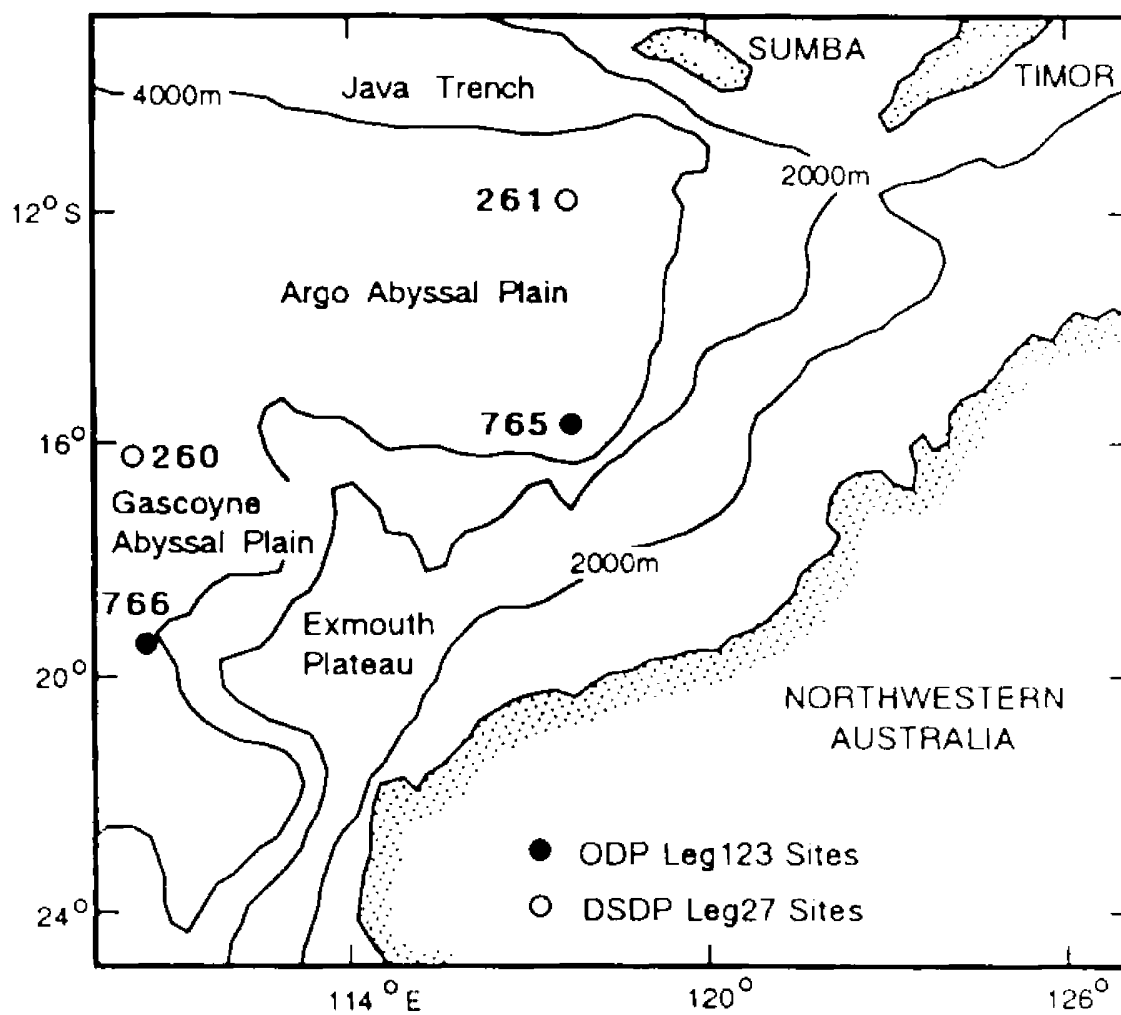 SUMBA
TIMOR
Java Trench
4000m
2000m
261
12° S
Argo Abyssal Plain
765
16°
260
Gascoyne
Abyssal Plain
2000m
766
Exmouth
Plateau
20°
NORTHWESTERN
AUSTRALIA
ODP Leg123 Sites
DSDP Leg27 Sites
24°
114° E
120°
126°